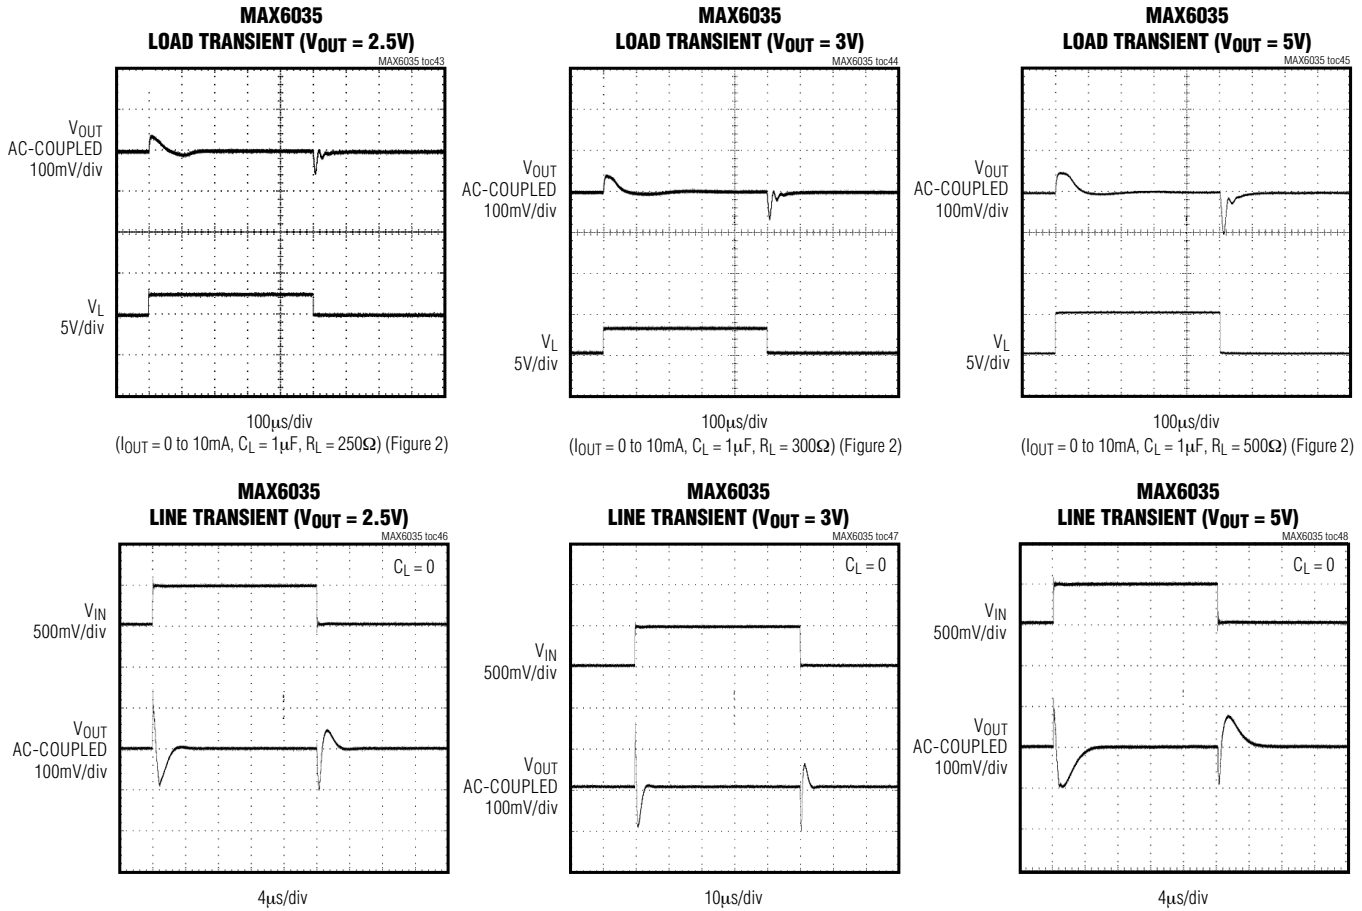 MAX6035
LOAD TRANSIENT (VOUT = 2.5V)
MAX6035 toc43
VOUT
AC-COUPLED
100mV/div
VL
5V/div
100μs/div
(IOUT = 0 to 10mA, CL = 1μF, RL = 250Ω) (Figure 2)
MAX6035
LOAD TRANSIENT (VOUT = 3V)
MAX6035 toc44
VOUT
AC-COUPLED
100mV/div
VL
5V/div
100μs/div
(IOUT = 0 to 10mA, CL = 1μF, RL = 300Ω) (Figure 2)
MAX6035
LOAD TRANSIENT (VOUT = 5V)
MAX6035 toc45
VOUT
AC-COUPLED
100mV/div
VL
5V/div
100μs/div
(IOUT = 0 to 10mA, CL = 1μF, RL = 500Ω) (Figure 2)
MAX6035
LINE TRANSIENT (VOUT = 2.5V)
MAX6035 toc46
CL = 0
VIN
500mV/div
VOUT
AC-COUPLED
100mV/div
4μs/div
MAX6035
LINE TRANSIENT (VOUT = 3V)
MAX6035 toc47
CL = 0
VIN
500mV/div
VOUT
AC-COUPLED
100mV/div
10μs/div
MAX6035
LINE TRANSIENT (VOUT = 5V)
MAX6035 toc48
CL = 0
VIN
500mV/div
VOUT
AC-COUPLED
100mV/div
4μs/div